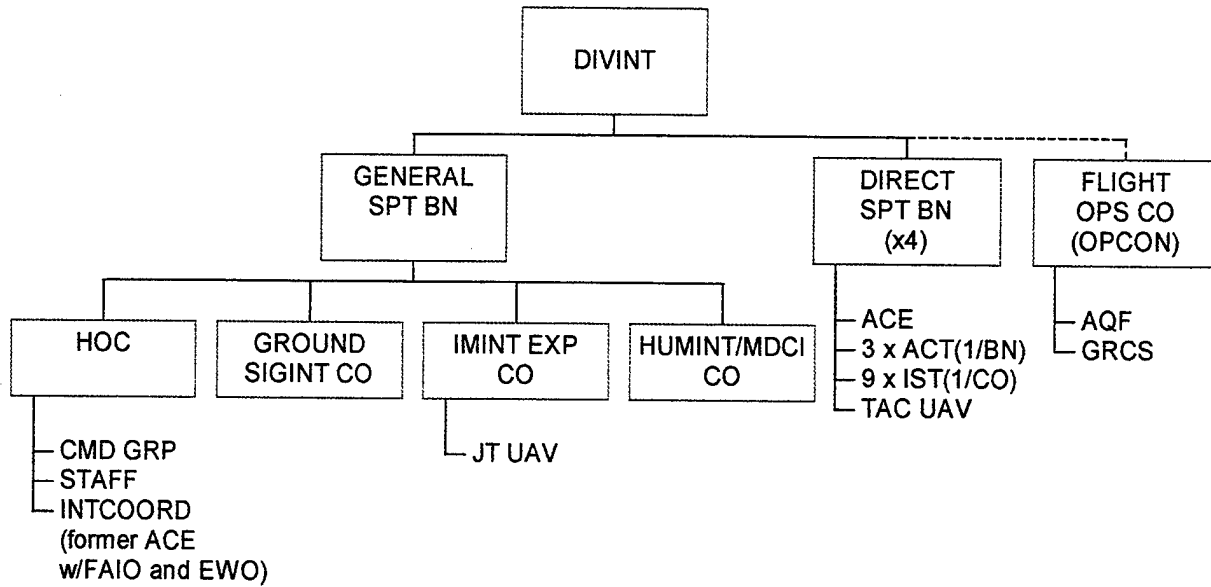 DIVINT
GENERAL
SPT BN
DIRECT
SPT BN
(x4)
FLIGHT
OPS CO
(OPCON)
HOC
GROUND
SIGINT CO
IMINT EXP
CO
HUMINT/MDCI
CO
ACE
3 x ACT(1/BN)
9 x IST(1/CO)
TAC UAV
AQF
GRCS
CMD GRP
STAFF
INTCOORD
(former ACE
w/FAIO and EWO)
JT UAV